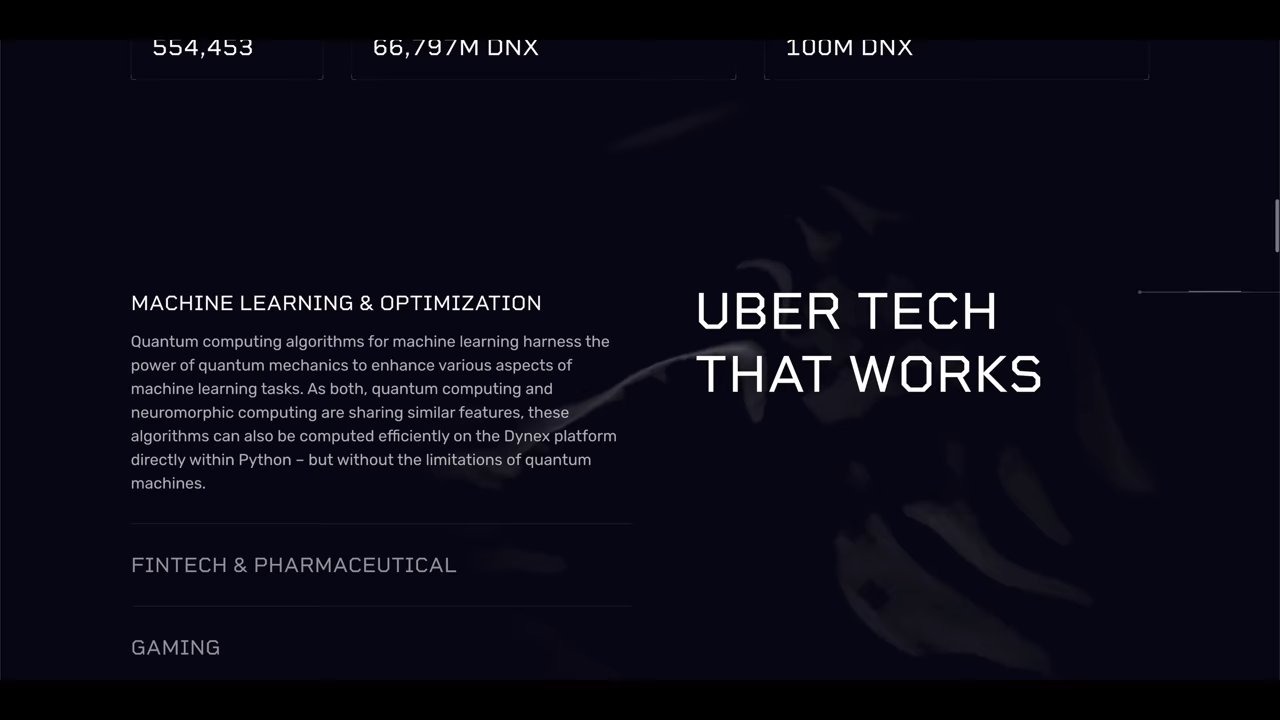 554,453
66,797M DNX
100M DNX
MACHINE LEARNING & OPTIMIZATION
Quantum computing algorithms for machine learning harness the
power of quantum mechanics to enhance various aspects of
machine learning tasks. As both, quantum computing and
neuromorphic computing are sharing similar features, these
algorithms can also be computed efficiently on the Dynex platform
directly within Python – but without the limitations of quantum
machines.
FINTECH & PHARMACEUTICAL
GAMING
UBER TECH
THAT WORKS